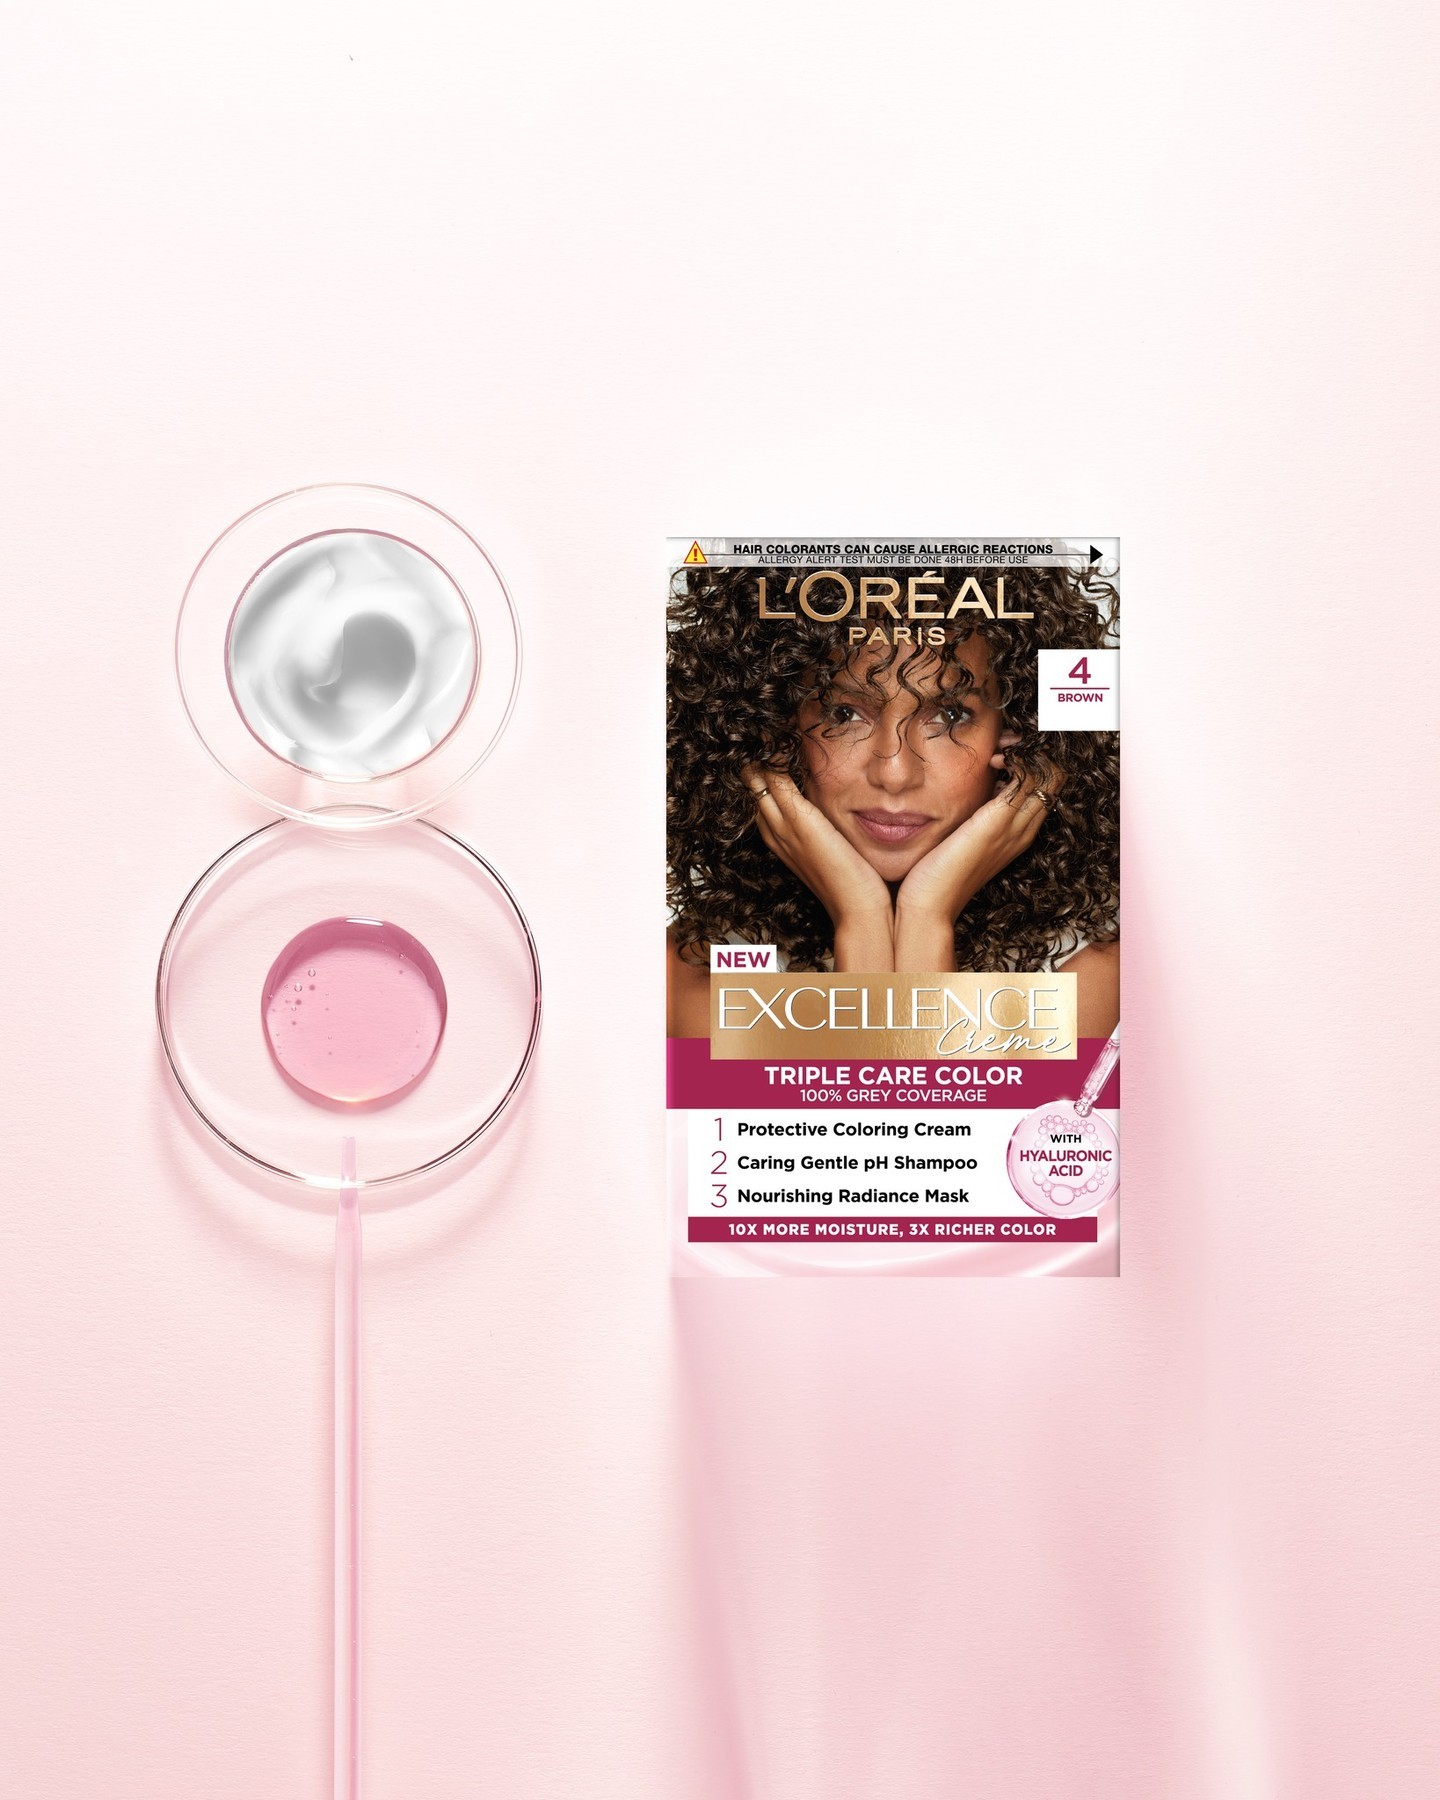 HAIR COLORANTS CAN CAUSE ALLERGIC REACTIONS
ALLERGY ALERT TEST MUST BE DONE 48H BEFORE USE
L'ORÉAL
PARIS
4
BROWN
NEW
EXCELLENCE
Creme
TRIPLE CARE COLOR
100% GREY COVERAGE
1 Protective Coloring Cream
2 Caring Gentle pH Shampoo
3 Nourishing Radiance Mask
WITH
HYALURONIC
ACID
10X MORE MOISTURE, 3X RICHER COLOR